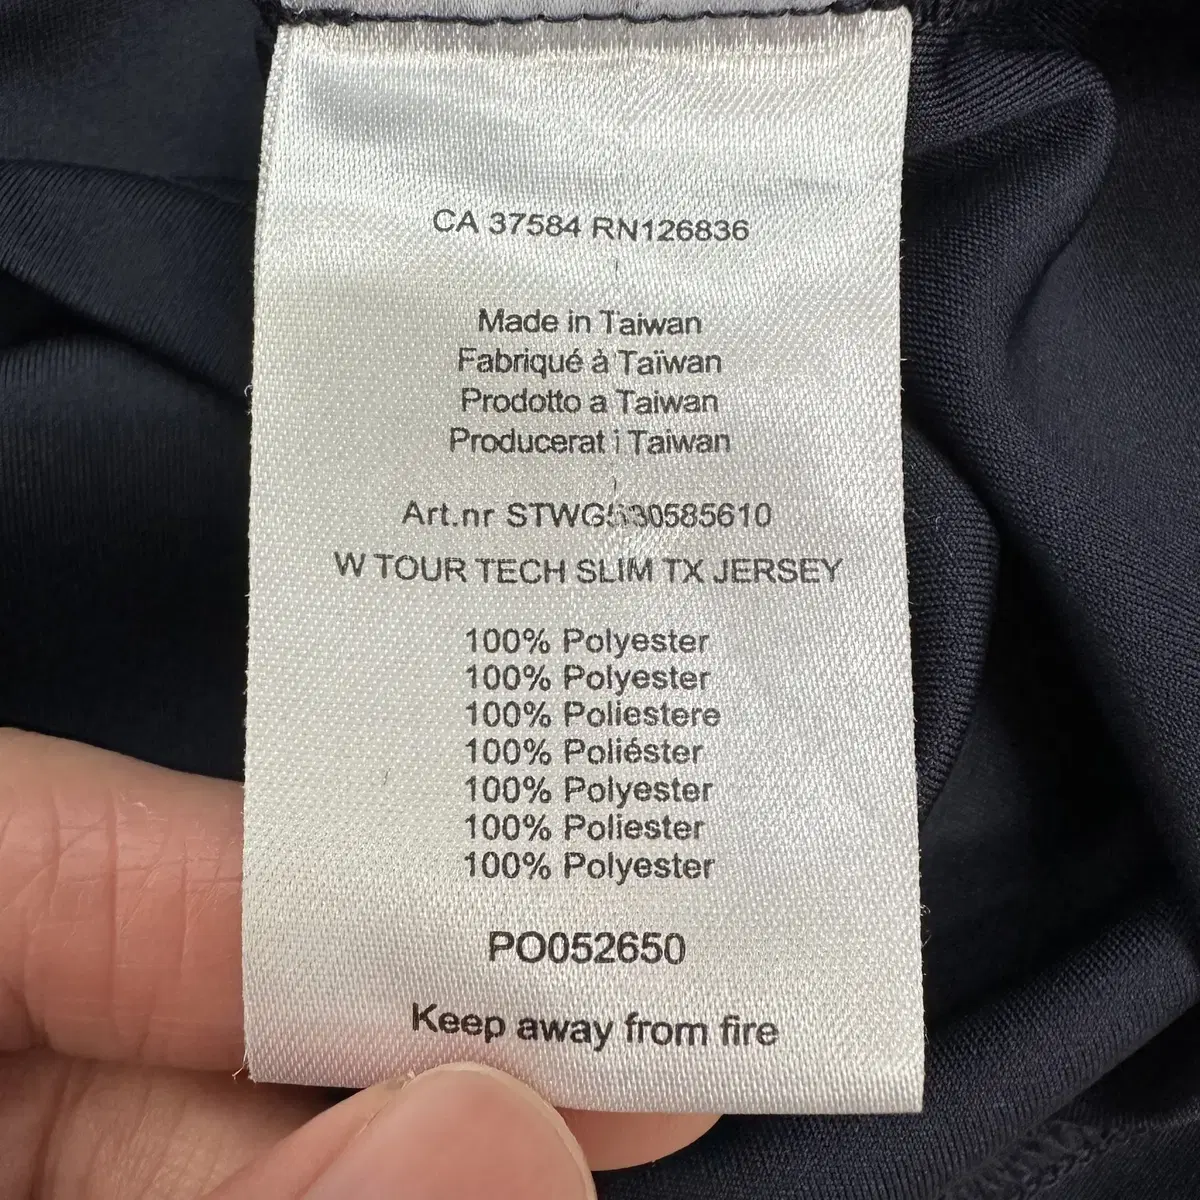 CA 37584 RN126836
Made in Taiwan
Fabriqué à Taïwan
Prodotto a Taiwan
Producerat i Taiwan
Art.nr STWG530585610
W TOUR TECH SLIM TX JERSEY
100% Polyester
100% Polyester
100% Poliestere
100% Poliéster
100% Polyester
100% Poliester
100% Polyester
PO052650
Keep away from fire